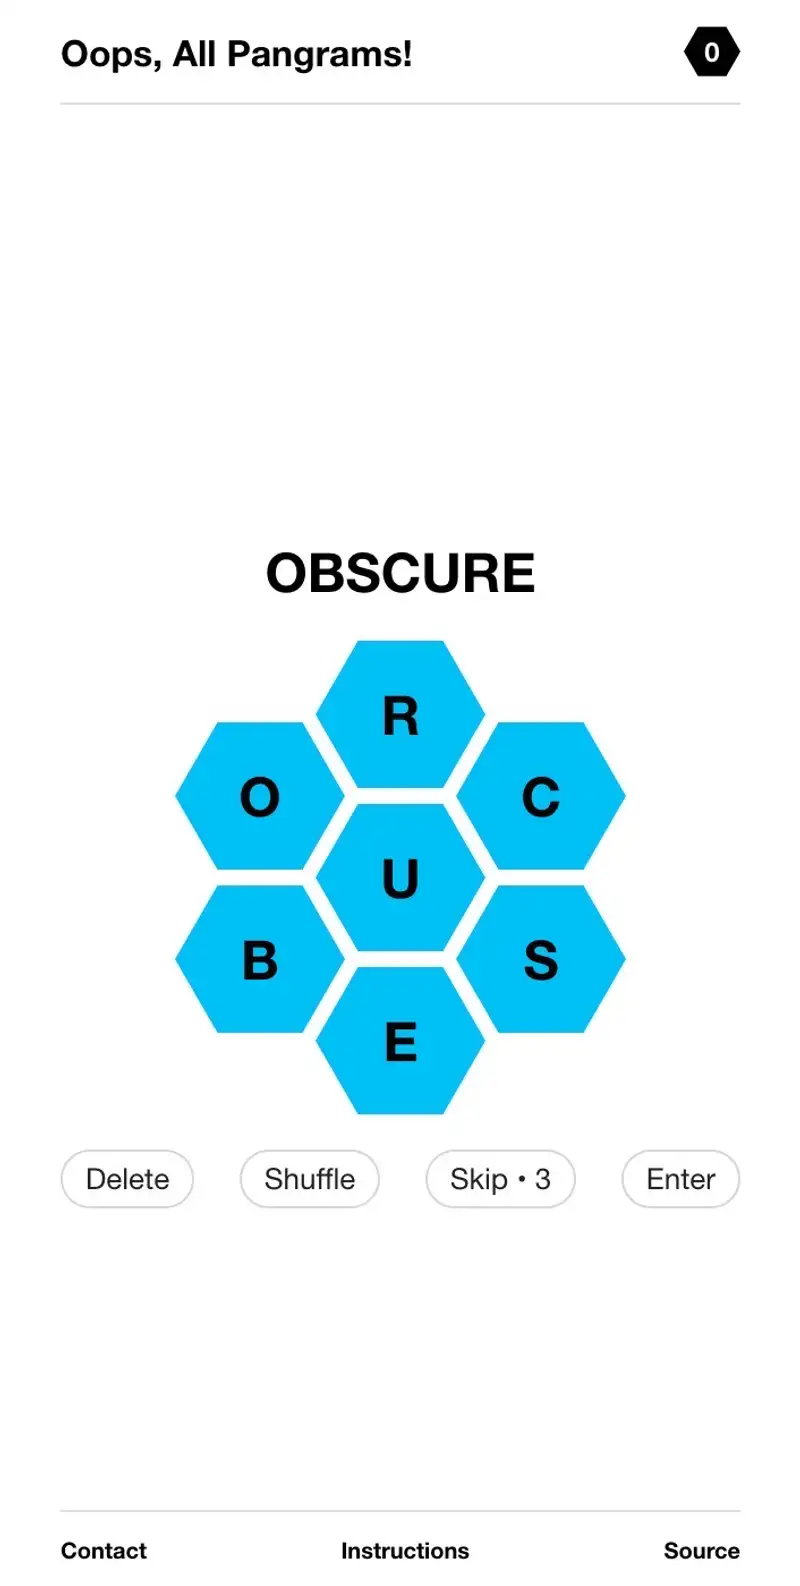 Oops, All Pangrams! 0
OBSCURE
R
O C
U
B S
E
Delete Shuffle Skip • 3 Enter
Contact Instructions Source